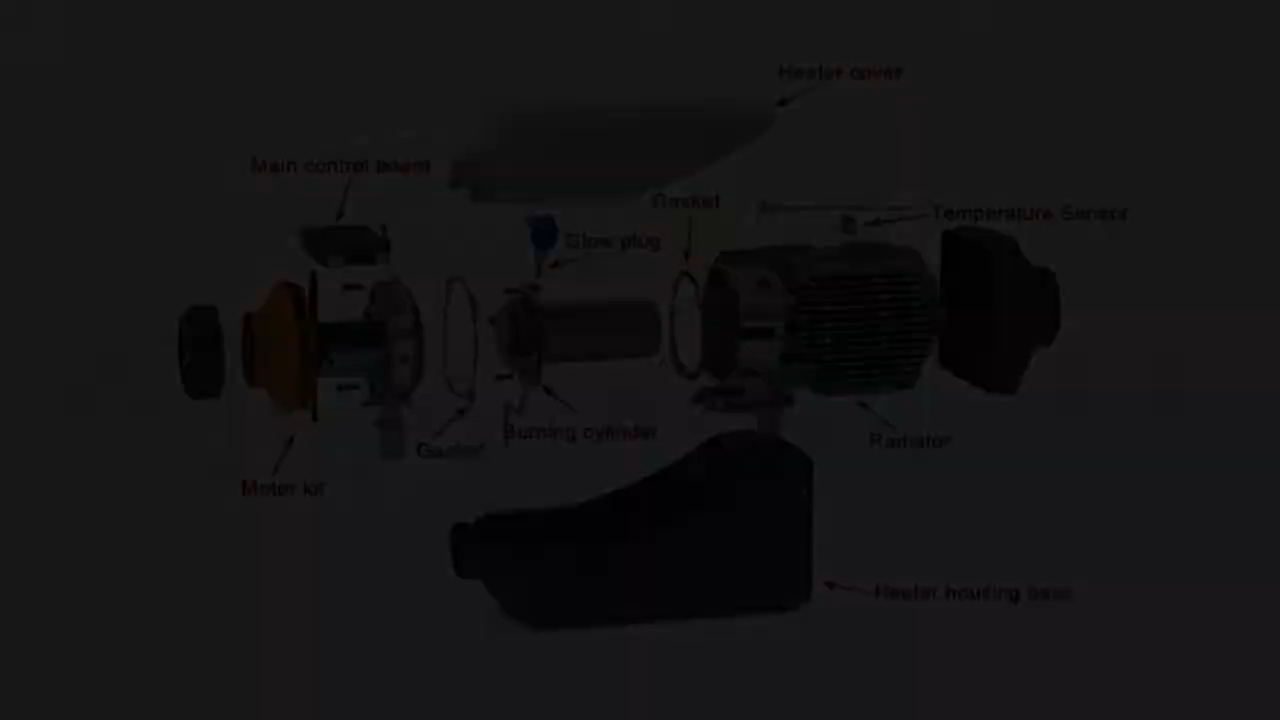 Heater cover
Main control board
Gasket
Temperature Sensor
Glow plug
Burning cylinder
Radiator
Gasket
Motor kit
Heater housing base